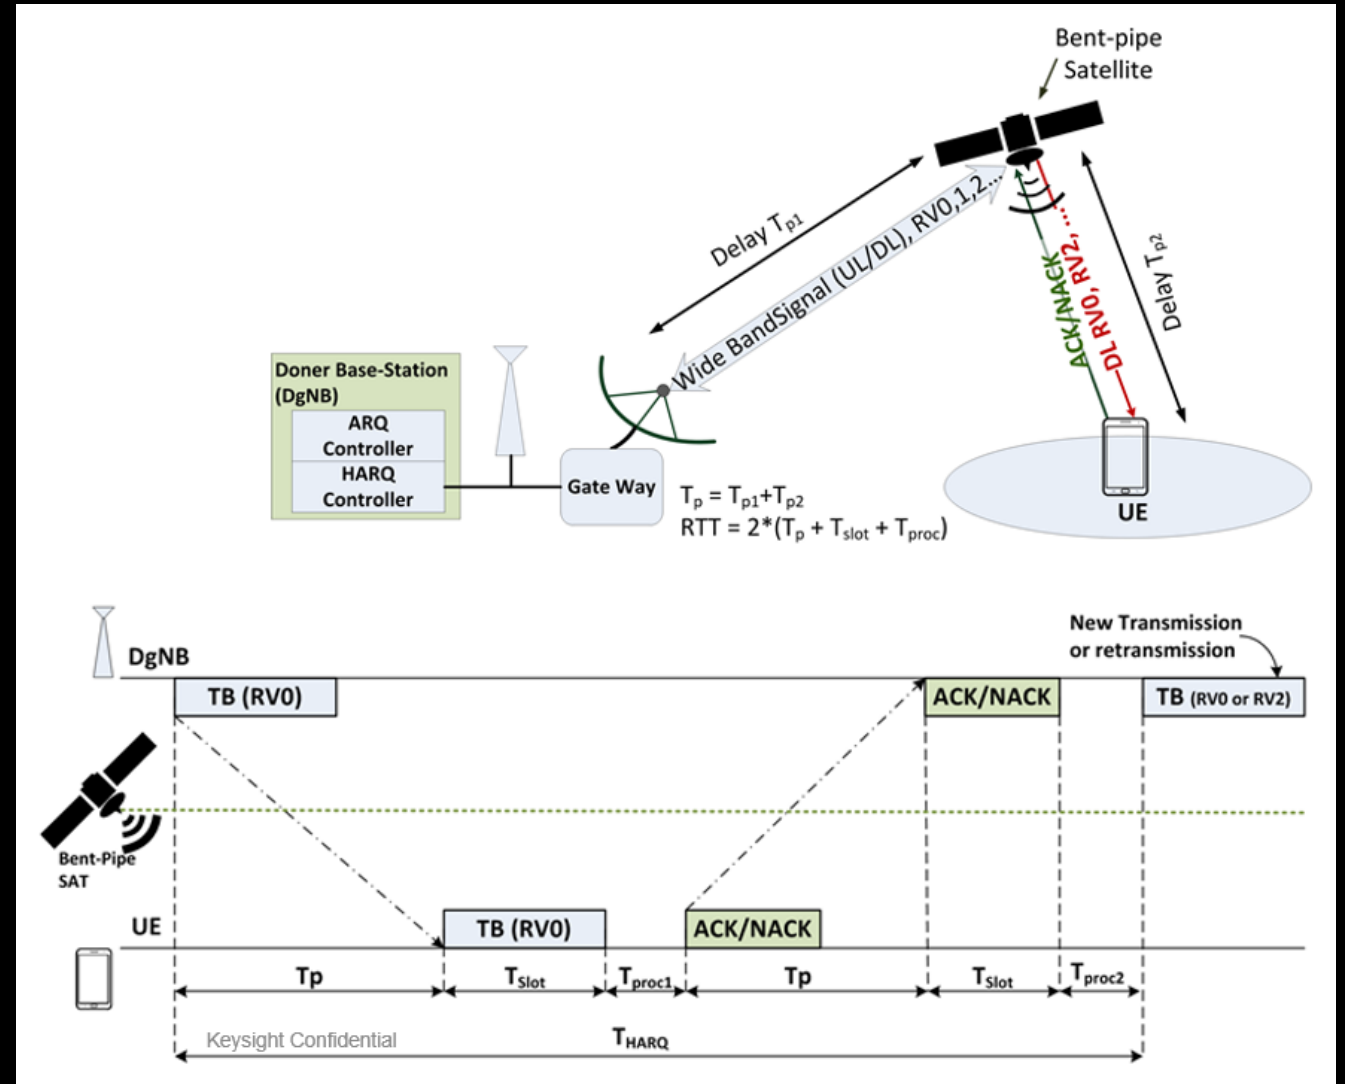 Bent-pipe
Satellite
Delay Tp1
Wide BandSignal (UL/DL), RV0,1,2...
ACK/NACK
DL RV0, RV2, ...
Delay Tp2
Doner Base-Station
(DgNB)
ARQ
Controller
HARQ
Controller
Gate Way
Tp = Tp1+Tp2
RTT = 2*(Tp + Tslot + Tproc)
UE
New Transmission
or retransmission
DgNB
TB (RV0)
ACK/NACK
TB (RV0 or RV2)
Bent-Pipe
SAT
UE
TB (RV0)
ACK/NACK
Tp
TSlot
Tproc1
Tp
TSlot
Tproc2
Keysight Confidential
THARQ